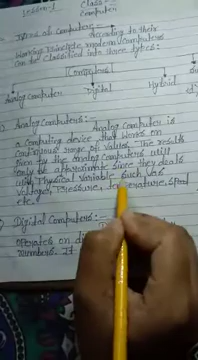 Lesson-1
Class:-
Computer
Types of Computers :-
According to their
Working Principle, modern Computers
Can be Classified into three types:
[Computers]
Analog Computer
Digital
Hybrid
Analog Computers:-
Analog Computer is
a Computing device that works on
Continuous range of Values. The results
given by the Analog Computers will
only be approximate since they deals
with Physical Variable such as
Voltage, Pressure, temperature, speed
etc.
Digital Computers:-
operates on
numbers. It